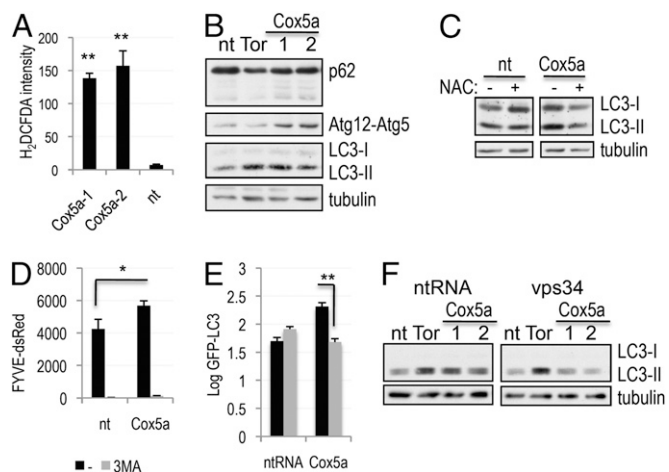 A
H2DCFDA intensity
200
150
100
50
0
**
**
Cox5a-1
Cox5a-2
nt
B
Cox5a
nt Tor 1 2
p62
Atg12-Atg5
LC3-I
LC3-II
tubulin
C
nt Cox5a
NAC: - + - +
LC3-I
LC3-II
tubulin
D
FYVE-dsRed
8000
6000
4000
2000
0
*
nt Cox5a
- 3MA
E
Log GFP-LC3
3
2.5
2
1.5
1
0.5
0
**
ntRNA Cox5a
F
ntRNA vps34
Cox5a Cox5a
nt Tor 1 2 nt Tor 1 2
LC3-I
LC3-II
tubulin